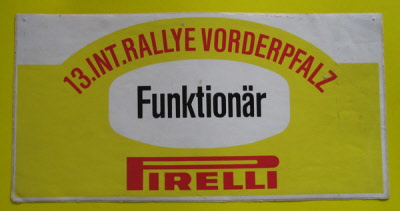 13.INT.RALLYE VORDERPFALZ
Funktionär
PIRELLI